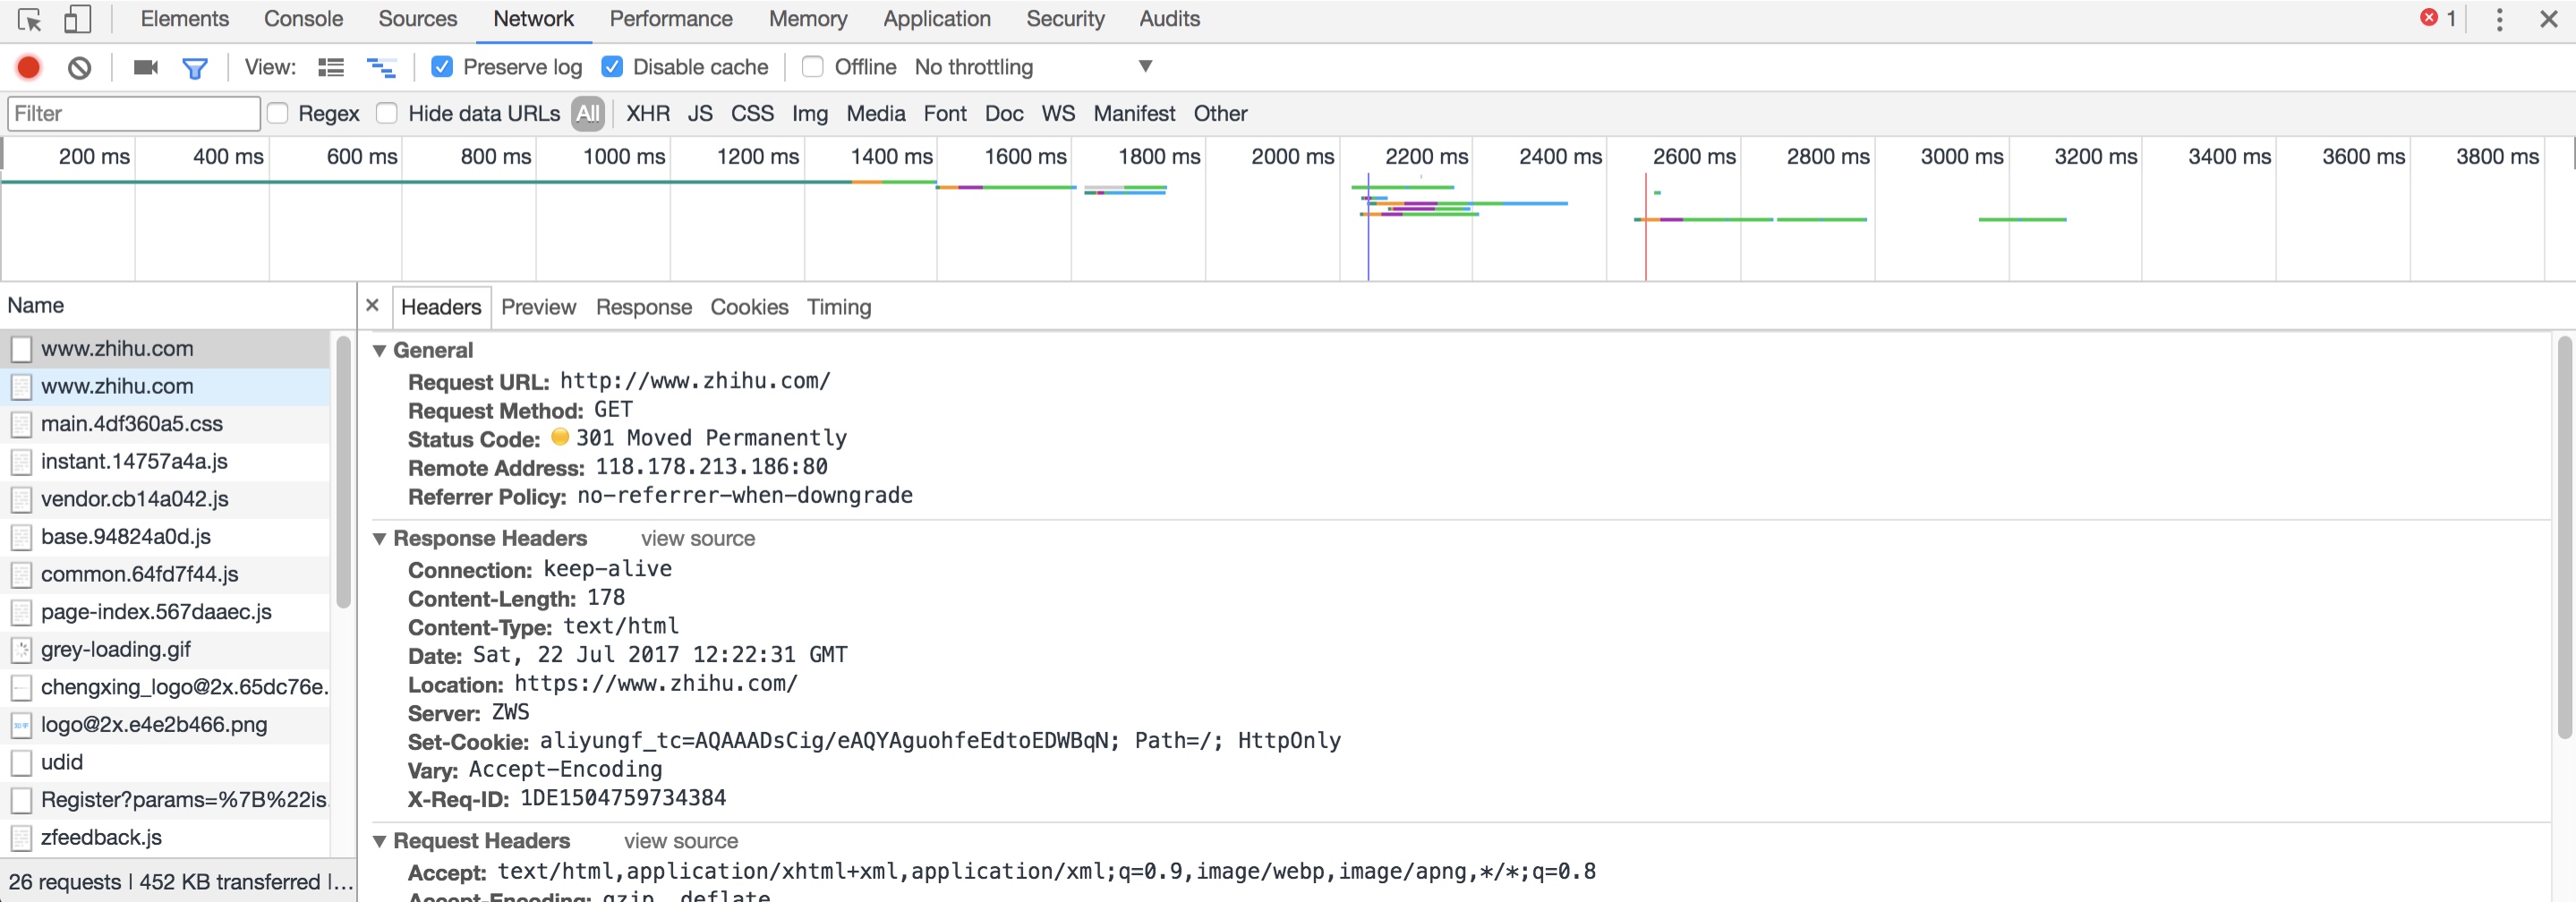 Elements Console Sources Network Performance Memory Application Security Audits 1
View: Preserve log Disable cache Offline No throttling
Filter Regex Hide data URLs All XHR JS CSS Img Media Font Doc WS Manifest Other
200 ms 400 ms 600 ms 800 ms 1000 ms 1200 ms 1400 ms 1600 ms 1800 ms 2000 ms 2200 ms 2400 ms 2600 ms 2800 ms 3000 ms 3200 ms 3400 ms 3600 ms 3800 ms
Name
www.zhihu.com
www.zhihu.com
main.4df360a5.css
instant.14757a4a.js
vendor.cb14a042.js
base.94824a0d.js
common.64fd7f44.js
page-index.567daaec.js
grey-loading.gif
chengxing_logo@2x.65dc76e.
logo@2x.e4e2b466.png
udid
Register?params=%7B%22is.
zfeedback.js
26 requests | 452 KB transferred |...
Headers Preview Response Cookies Timing
General
Request URL: http://www.zhihu.com/
Request Method: GET
Status Code: 301 Moved Permanently
Remote Address: 118.178.213.186:80
Referrer Policy: no-referrer-when-downgrade
Response Headers view source
Connection: keep-alive
Content-Length: 178
Content-Type: text/html
Date: Sat, 22 Jul 2017 12:22:31 GMT
Location: https://www.zhihu.com/
Server: ZWS
Set-Cookie: aliyungf_tc=AQAAADsCig/eAQYAguohfeEdtoEDWBqN; Path=/; HttpOnly
Vary: Accept-Encoding
X-Req-ID: 1DE1504759734384
Request Headers view source
Accept: text/html,application/xhtml+xml,application/xml;q=0.9,image/webp,image/apng,*/*;q=0.8
Accept-Encoding: gzip, deflate